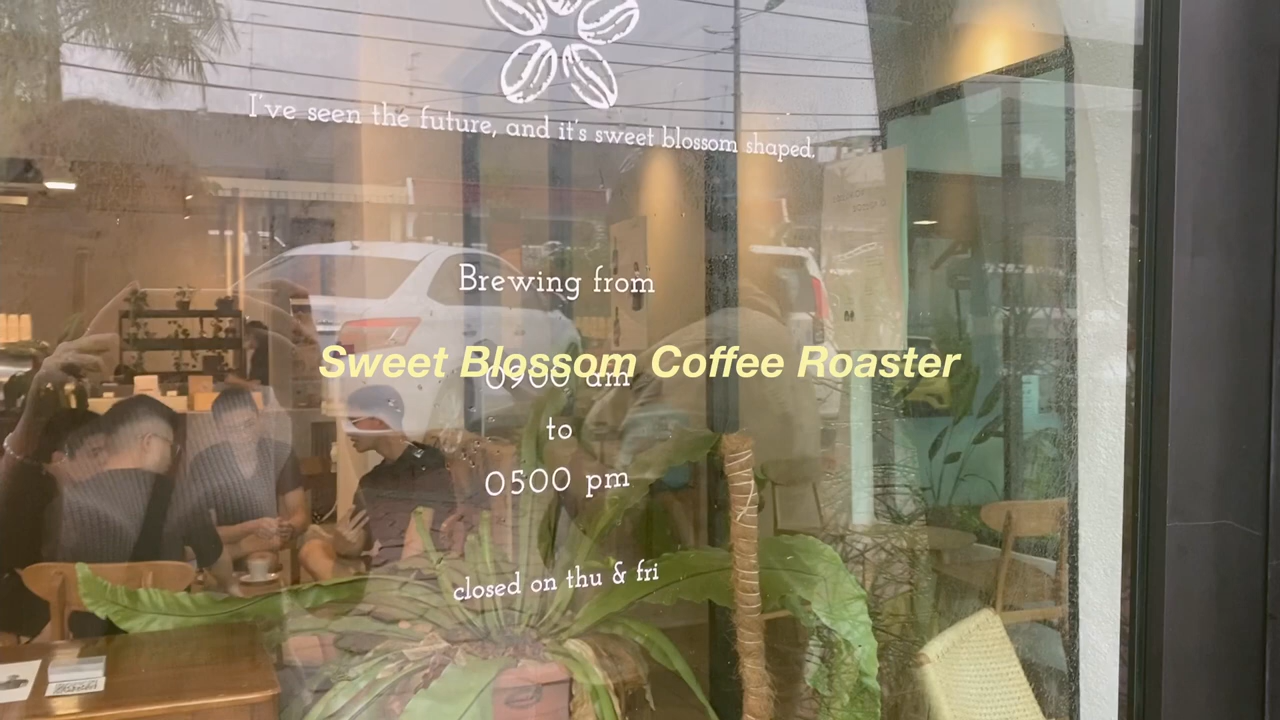 I've seen the future, and it's sweet blossom shaped.
Brewing from
Sweet Blossom Coffee Roaster
0900 am
to
0500 pm
closed on thu & fri